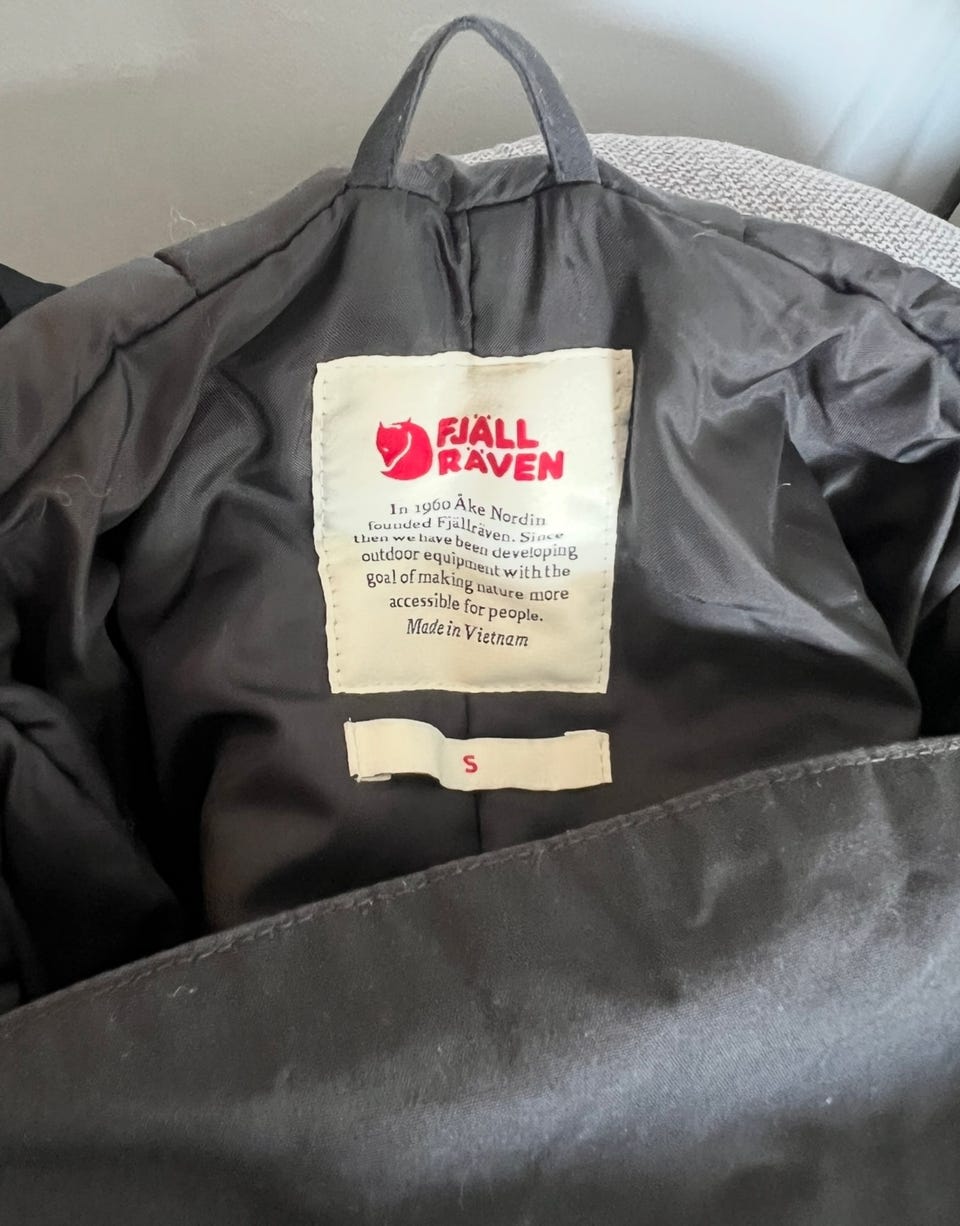 FJÄLL
RÄVEN
In 1960 Åke Nordin
founded Fjällräven. Since
then we have been developing
outdoor equipment with the
goal of making nature more
accessible for people.
Made in Vietnam
S